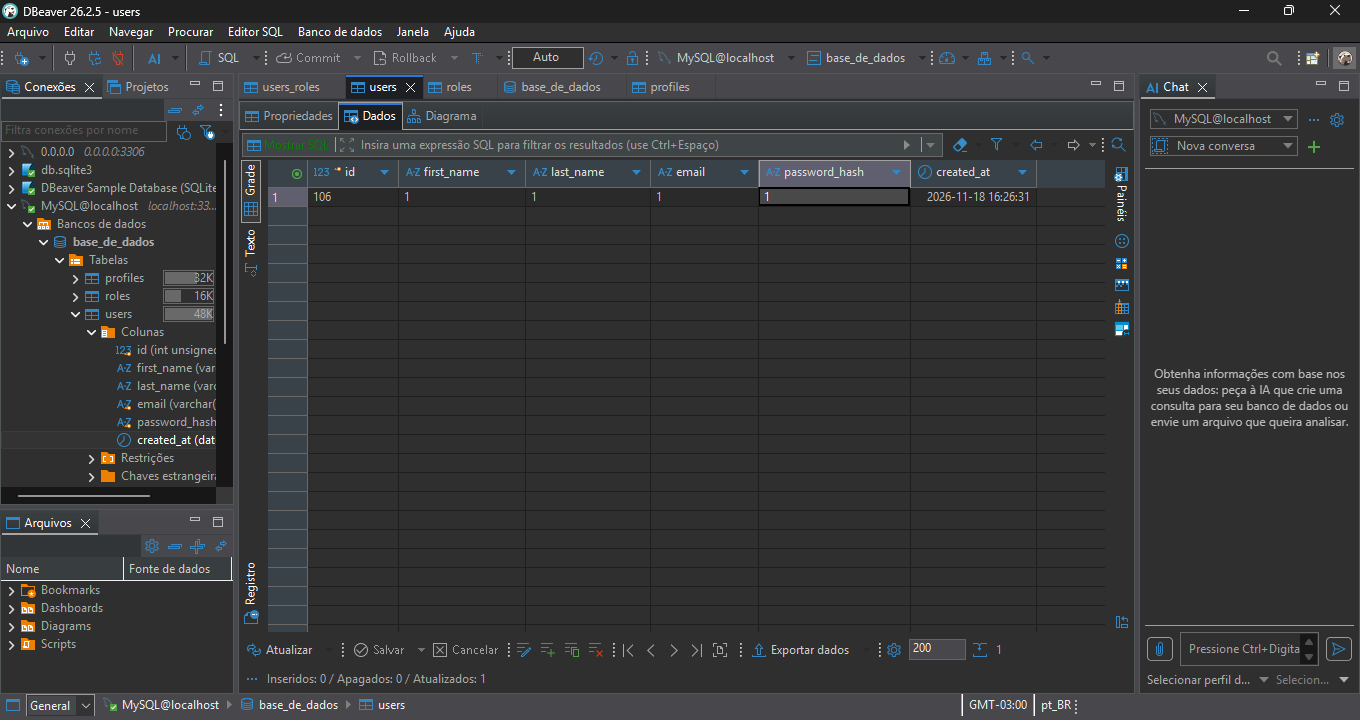 DBeaver 26.2.5 - users
Arquivo Editar Navegar Procurar Editor SQL Banco de dados Janela Ajuda
AI SQL Commit Rollback T Auto MySQL@localhost base_de_dados
Conexões Projetos
Filtra conexões por nome
0.0.0.0 0.0.0.0:3306
db.sqlite3
DBeaver Sample Database (SQLite
MySQL@localhost localhost:33...
Bancos de dados
base_de_dados
Tabelas
profiles 32K
roles 16K
users 48K
Colunas
id (int unsigned
first_name (var
last_name (varc
email (varchar(
password_hash
created_at (dat
Restrições
Chaves estrangeira
Arquivos
Nome Fonte de dados
Bookmarks
Dashboards
Diagrams
Scripts
users_roles users roles base_de_dados profiles
Propriedades Dados Diagrama
Mostrar SQL Insira uma expressão SQL para filtrar os resultados (use Ctrl+Espaço)
Grade
Texto
Registro
123 id A-Z first_name A-Z last_name A-Z email A-Z password_hash created_at
1 106 1 1 1 1 2026-11-18 16:26:31
Painéis
Atualizar Salvar Cancelar Exportar dados 200 1
Inseridos: 0 / Apagados: 0 / Atualizados: 1
AI Chat
MySQL@localhost
Nova conversa
Obtenha informações com base nos
seus dados: peça à IA que crie uma
consulta para seu banco de dados ou
envie um arquivo que queira analisar.
Pressione Ctrl+Digita
Selecionar perfil d... Selecion...
General MySQL@localhost base_de_dados users GMT-03:00 pt_BR